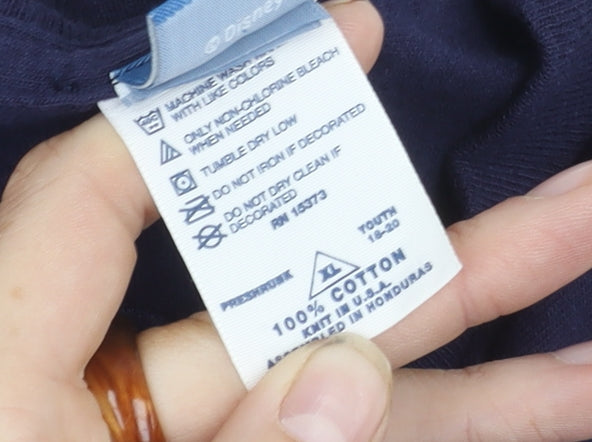 © Disney
MACHINE WASH
WITH LIKE COLORS
ONLY NON-CHLORINE BLEACH
WHEN NEEDED
TUMBLE DRY LOW
DO NOT IRON IF DECORATED
DO NOT DRY CLEAN IF
DECORATED
RN 15373
YOUTH
18-20
PRESHRUNK
XL
100% COTTON
KNIT IN U.S.A.
ASSEMBLED IN HONDURAS